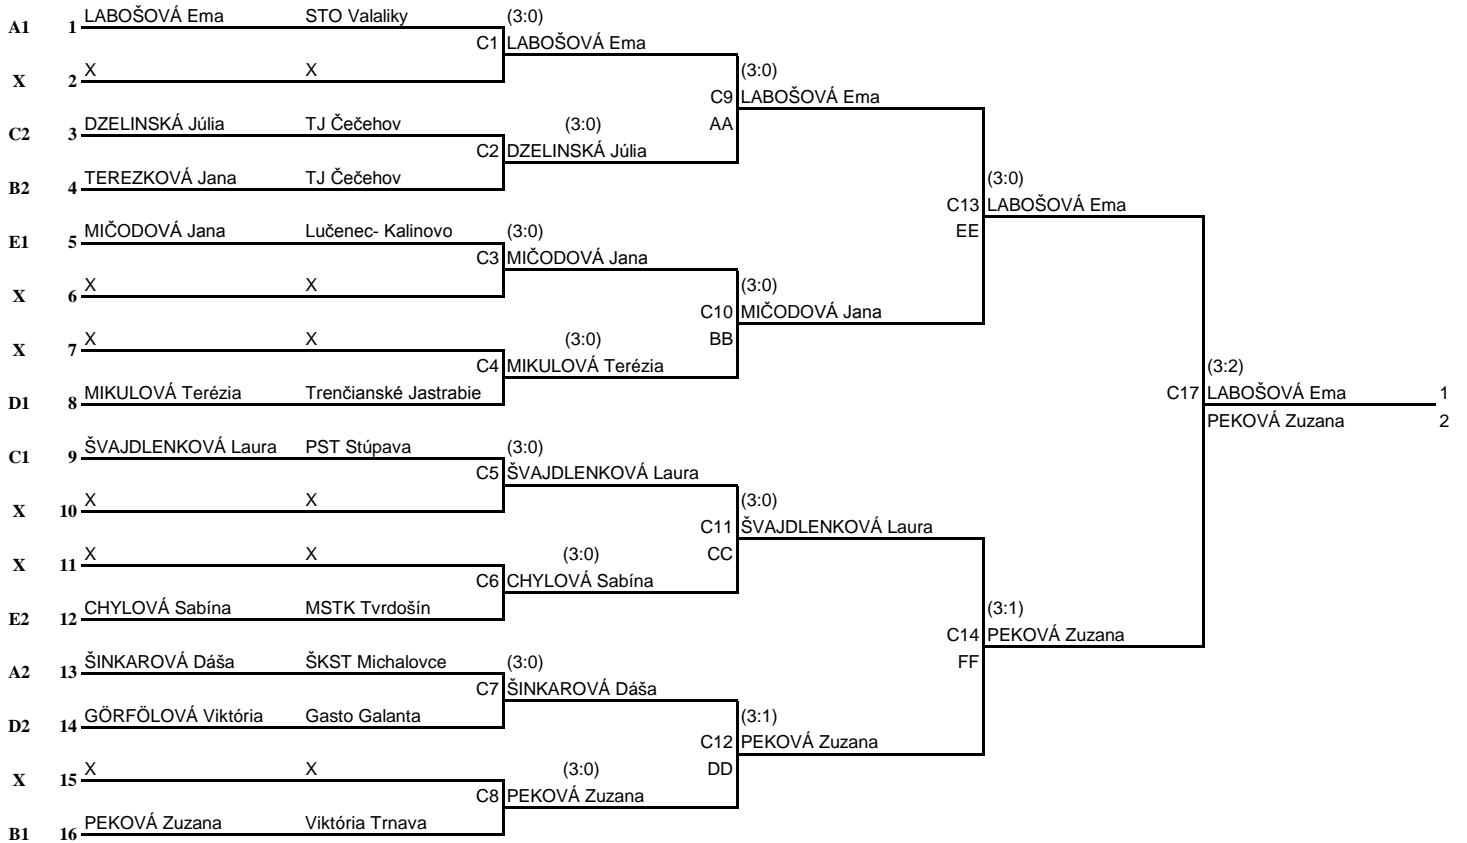 LABOŠOVÁ Ema STO Valaliky (3:0)
A1 1
C1 LABOŠOVÁ Ema
X X (3:0)
X 2
C9 LABOŠOVÁ Ema
DZELINSKÁ Júlia TJ Čečehov (3:0) AA
C2 3
C2 DZELINSKÁ Júlia
TEREZKOVÁ Jana TJ Čečehov (3:0)
B2 4
C13 LABOŠOVÁ Ema
MIČODOVÁ Jana Lučenec- Kalinovo (3:0) EE
E1 5
C3 MIČODOVÁ Jana
X X (3:0)
X 6
C10 MIČODOVÁ Jana
X X (3:0) BB
X 7
C4 MIKULOVÁ Terézia (3:2)
MIKULOVÁ Terézia Trenčianské Jastrabie C17 LABOŠOVÁ Ema 1
D1 8
PEKOVÁ Zuzana 2
ŠVAJDLENKOVÁ Laura PST Stúpava (3:0)
C1 9
C5 ŠVAJDLENKOVÁ Laura
X X (3:0)
X 10
C11 ŠVAJDLENKOVÁ Laura
X X (3:0) CC
X 11
C6 CHYLOVÁ Sabína
CHYLOVÁ Sabína MSTK Tvrdošín (3:1)
E2 12
C14 PEKOVÁ Zuzana
ŠINKAROVÁ Dáša ŠKST Michalovce (3:0) FF
A2 13
C7 ŠINKAROVÁ Dáša
GÖRFÖLOVÁ Viktória Gasto Galanta (3:1)
D2 14
C12 PEKOVÁ Zuzana
X X (3:0) DD
X 15
C8 PEKOVÁ Zuzana
PEKOVÁ Zuzana Viktória Trnava
B1 16